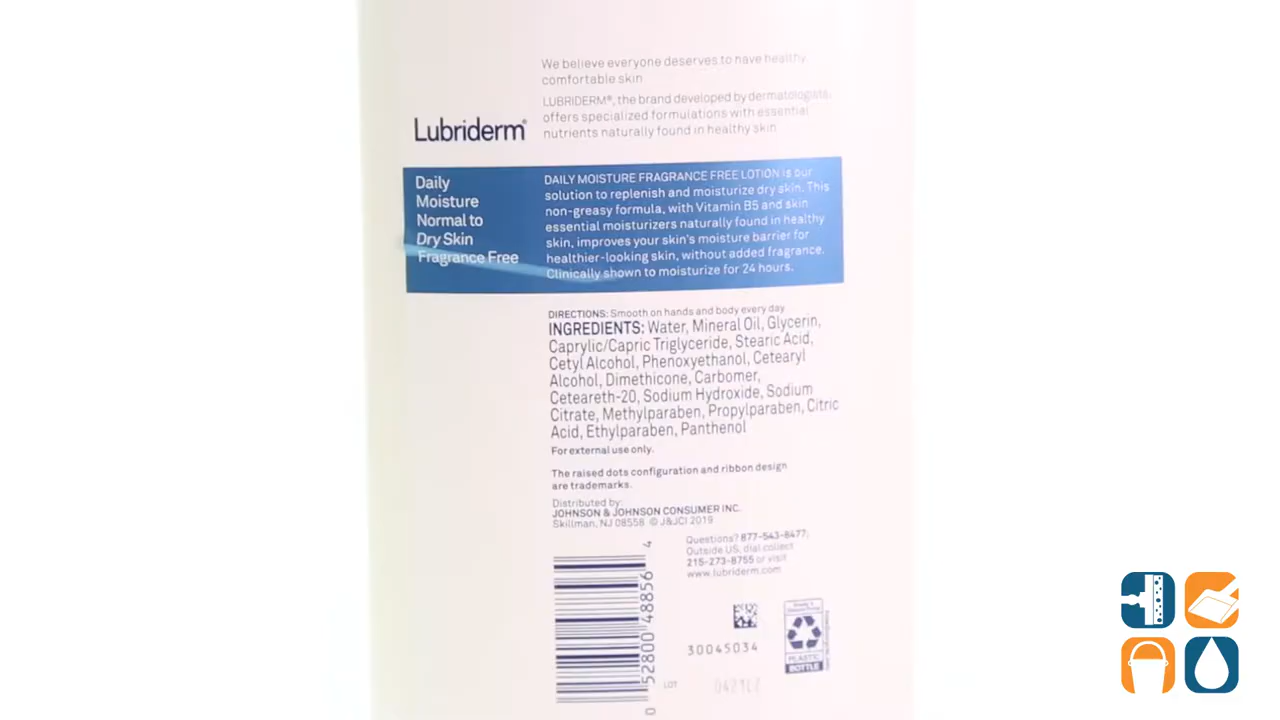 We believe everyone deserves to have healthy
comfortable skin
LUBRIDERM®, the brand developed by dermatologists,
offers specialized formulations with essential
nutrients naturally found in healthy skin
Lubriderm®
Daily
Moisture
Normal to
Dry Skin
Fragrance Free
DAILY MOISTURE FRAGRANCE FREE LOTION is our
solution to replenish and moisturize dry skin. This
non-greasy formula, with Vitamin B5 and skin
essential moisturizers naturally found in healthy
skin, improves your skin's moisture barrier for
healthier-looking skin, without added fragrance.
Clinically shown to moisturize for 24 hours.
DIRECTIONS: Smooth on hands and body every day
INGREDIENTS: Water, Mineral Oil, Glycerin,
Caprylic/Capric Triglyceride, Stearic Acid,
Cetyl Alcohol, Phenoxyethanol, Cetearyl
Alcohol, Dimethicone, Carbomer,
Ceteareth-20, Sodium Hydroxide, Sodium
Citrate, Methylparaben, Propylparaben, Citric
Acid, Ethylparaben, Panthenol
For external use only.
The raised dots configuration and ribbon design
are trademarks.
Distributed by:
JOHNSON & JOHNSON CONSUMER INC.
Skillman, NJ 08558 © J&JCI 2019
Questions? 877-543-8477;
Outside US, dial collect
215-273-8755 or visit
www.lubriderm.com
0 52800 48856 4
30045034
PLASTIC
BOTTLE
LOT